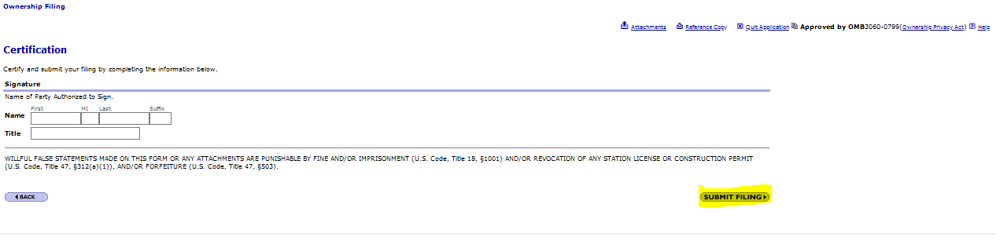 Ownership Filing
Attachments Reference Copy Quit Application Approved by OMB3060-0799(Ownership Privacy Act) Help
Certification
Certify and submit your filing by completing the information below.
Signature
Name of Party Authorized to Sign.
First MI Last Suffix
Name
Title
WILLFUL FALSE STATEMENTS MADE ON THIS FORM OR ANY ATTACHMENTS ARE PUNISHABLE BY FINE AND/OR IMPRISONMENT (U.S. Code, Title 18, §1001) AND/OR REVOCATION OF ANY STATION LICENSE OR CONSTRUCTION PERMIT
(U.S. Code, Title 47, §312(a)(1)), AND/OR FORFEITURE (U.S. Code, Title 47, §503).
BACK SUBMIT FILING